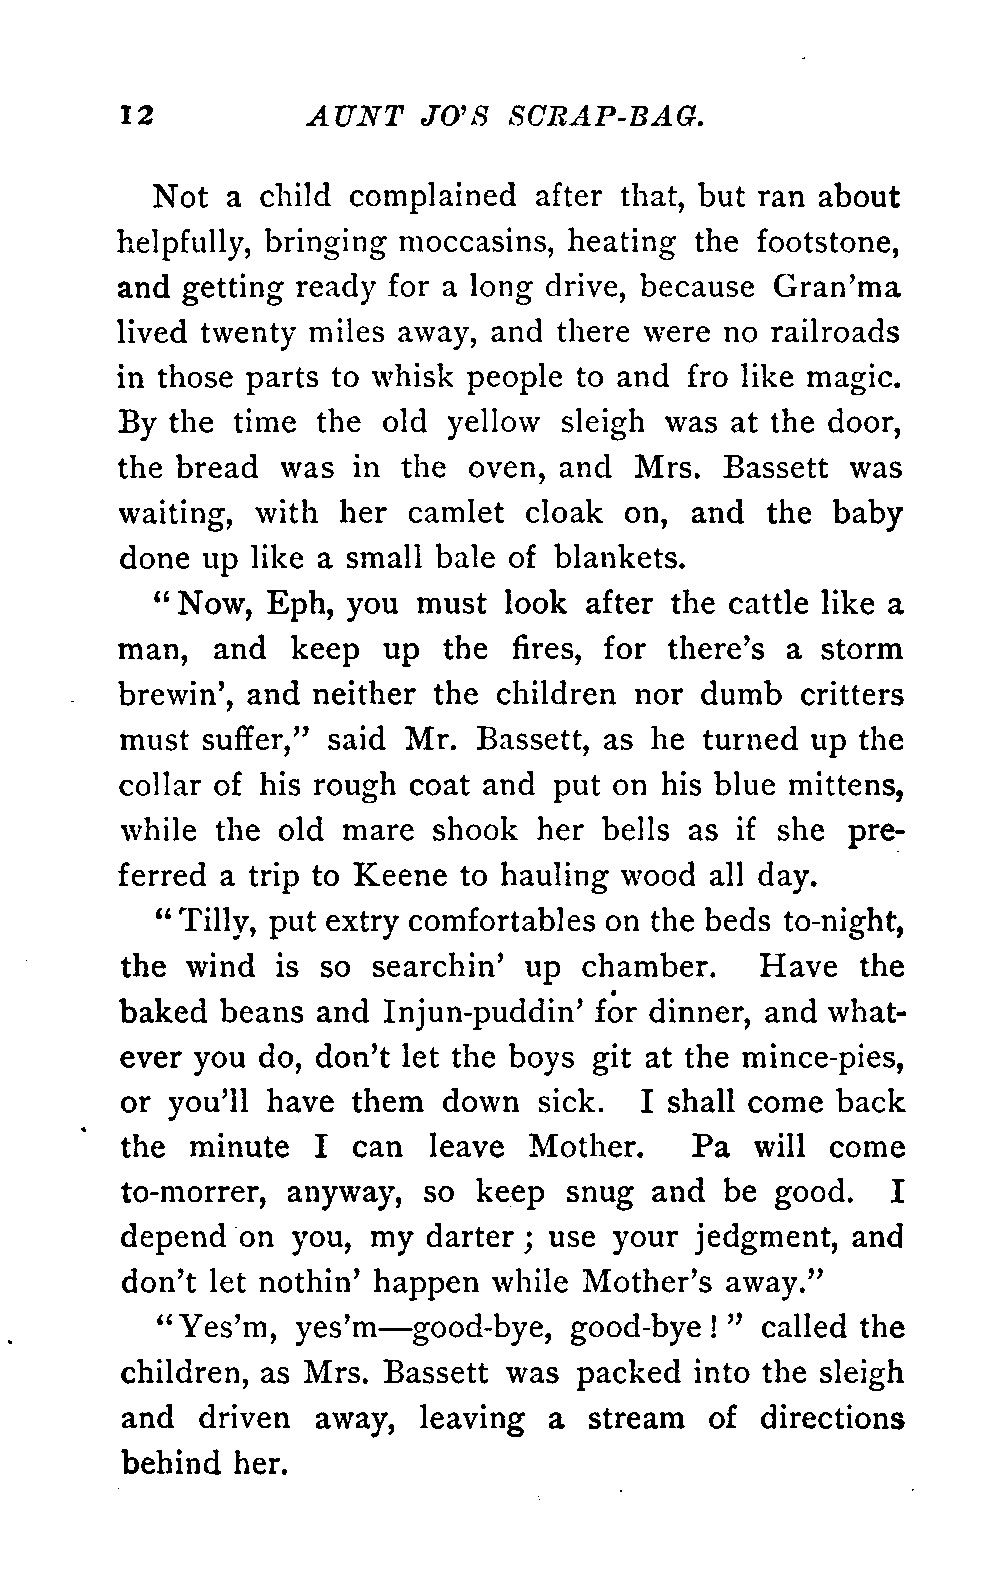 12 AUNT JO'S SCRAP-BAG.
Not a child complained after that, but ran about
helpfully, bringing moccasins, heating the footstone,
and getting ready for a long drive, because Gran'ma
lived twenty miles away, and there were no railroads
in those parts to whisk people to and fro like magic.
By the time the old yellow sleigh was at the door,
the bread was in the oven, and Mrs. Bassett was
waiting, with her camlet cloak on, and the baby
done up like a small bale of blankets.
"Now, Eph, you must look after the cattle like a
man, and keep up the fires, for there's a storm
brewin', and neither the children nor dumb critters
must suffer," said Mr. Bassett, as he turned up the
collar of his rough coat and put on his blue mittens,
while the old mare shook her bells as if she pre-
ferred a trip to Keene to hauling wood all day.
"Tilly, put extry comfortables on the beds to-night,
the wind is so searchin' up chamber. Have the
baked beans and Injun-puddin' for dinner, and what-
ever you do, don't let the boys git at the mince-pies,
or you'll have them down sick. I shall come back
the minute I can leave Mother. Pa will come
to-morrer, anyway, so keep snug and be good. I
depend on you, my darter; use your jedgment, and
don't let nothin' happen while Mother's away."
"Yes'm, yes'm—good-bye, good-bye!" called the
children, as Mrs. Bassett was packed into the sleigh
and driven away, leaving a stream of directions
behind her.